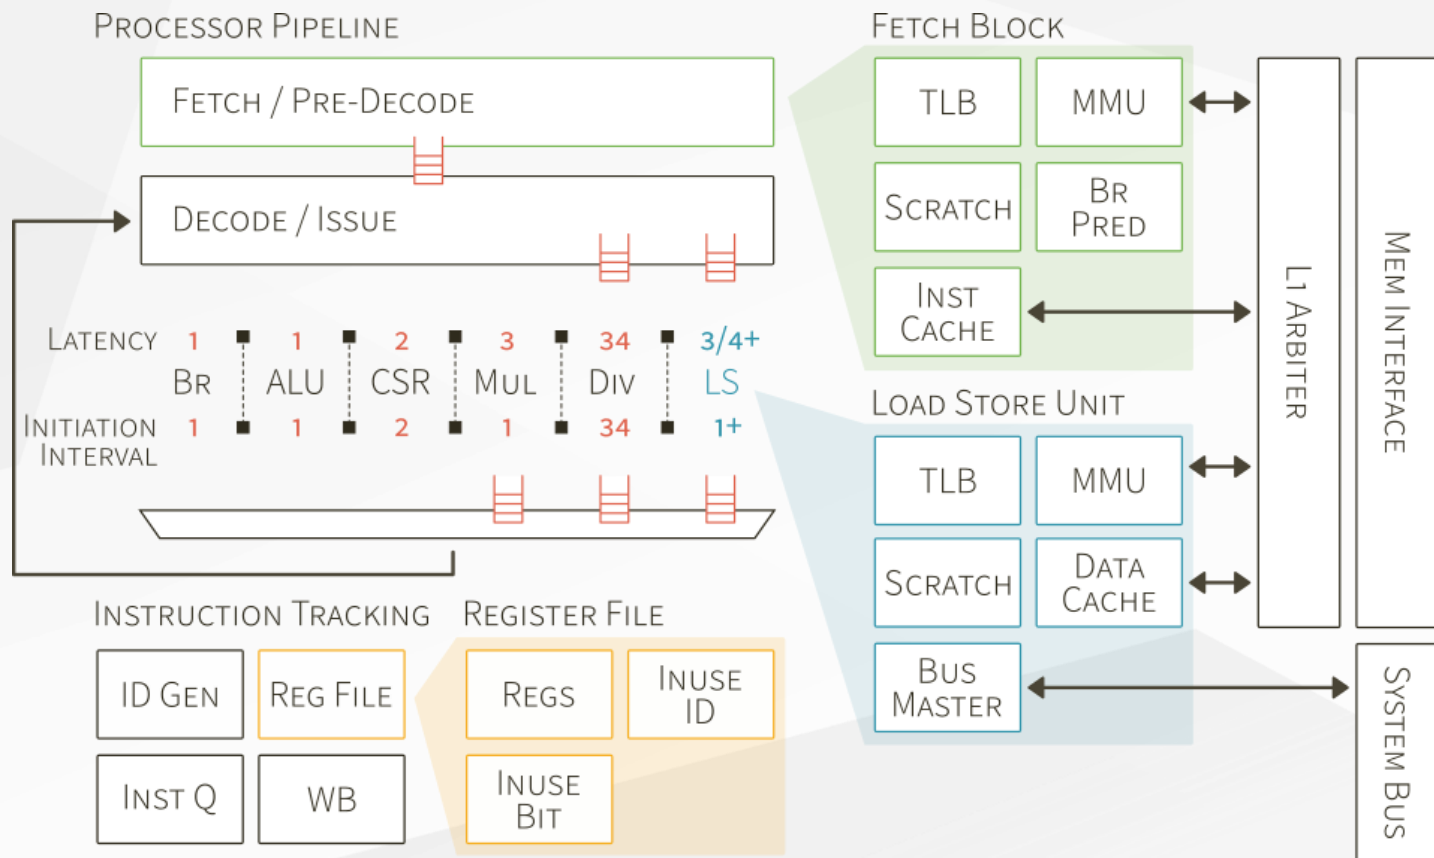 PROCESSOR PIPELINE
FETCH / PRE-DECODE
DECODE / ISSUE
LATENCY 1 1 2 3 34 3/4+
BR ALU CSR MUL DIV LS
INITIATION
INTERVAL
1 1 2 1 34 1+
INSTRUCTION TRACKING
ID GEN
REG FILE
INST Q
WB
REGISTER FILE
REGS
INUSE
ID
INUSE
BIT
FETCH BLOCK
TLB
MMU
SCRATCH
BR
PRED
INST
CACHE
LOAD STORE UNIT
TLB
MMU
SCRATCH
DATA
CACHE
BUS
MASTER
L1 ARBITER
MEM INTERFACE
SYSTEM BUS